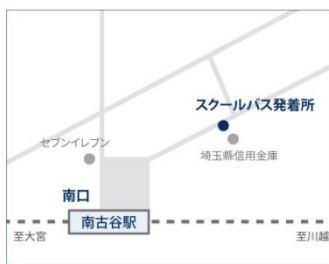 スクールバス発着所
セブンイレブン
埼玉縣信用金庫
南口
南古谷駅
至大宮
至川越